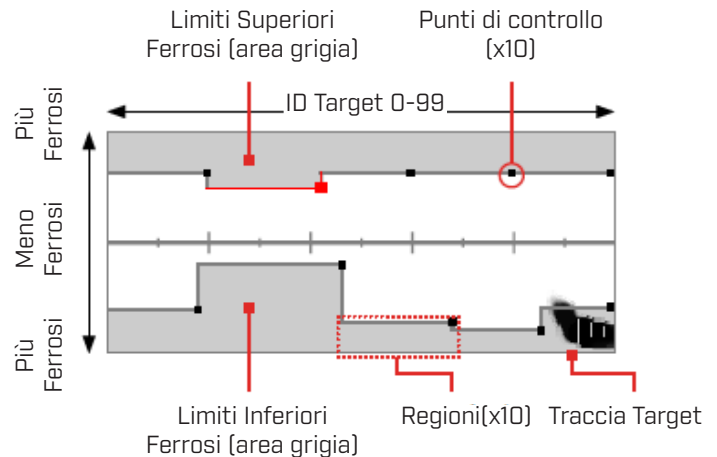 Limiti Superiori
Ferrosi (area grigia)
Punti di controllo
(x10)
ID Target 0-99
Più
Ferrosi
Meno
Ferrosi
Più
Ferrosi
Limiti Inferiori
Ferrosi (area grigia)
Regioni(x10)
Traccia Target